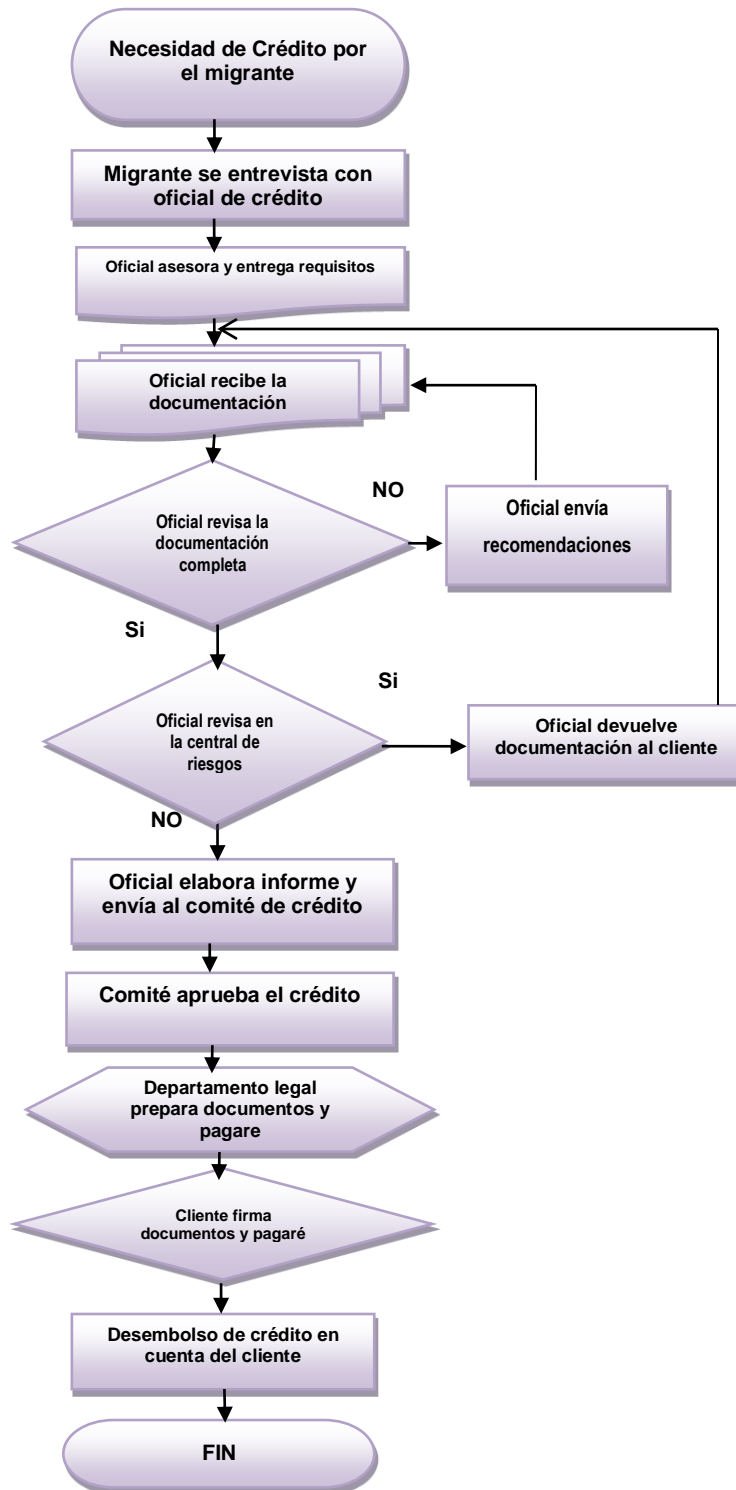 Necesidad de Crédito por
el migrante
Migrante se entrevista con
oficial de crédito
Oficial asesora y entrega requisitos
Oficial recibe la
documentación
NO
Oficial revisa la
documentación
completa
Oficial envía
recomendaciones
Si
Si
Oficial revisa en
la central de
riesgos
Oficial devuelve
documentación al cliente
NO
Oficial elabora informe y
envía al comité de crédito
Comité aprueba el crédito
Departamento legal
prepara documentos y
pagare
Cliente firma
documentos y pagaré
Desembolso de crédito en
cuenta del cliente
FIN